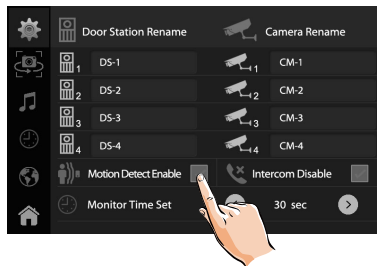 Door Station Rename Camera Rename
1 DS-1 1 CM-1
2 DS-2 2 CM-2
3 DS-3 3 CM-3
4 DS-4 4 CM-4
Motion Detect Enable Intercom Disable
Monitor Time Set 30 sec